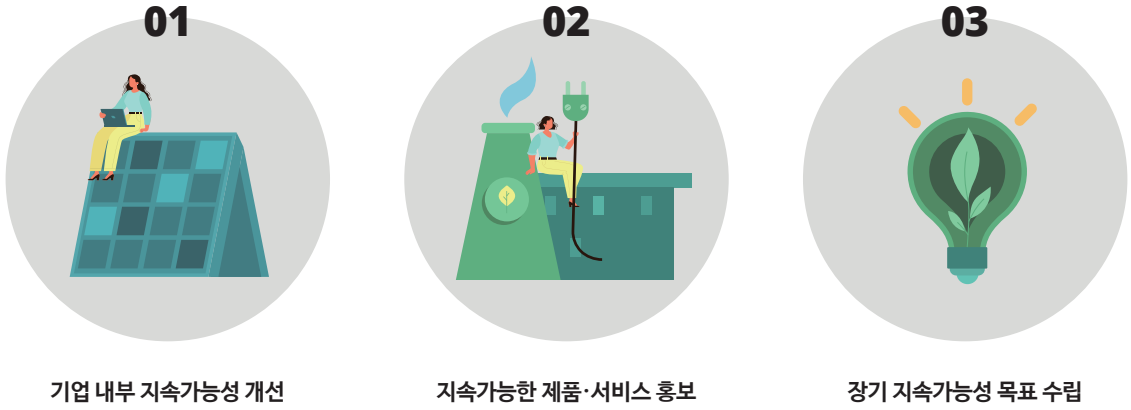 01
02
03
기업 내부 지속가능성 개선
지속가능한 제품·서비스 홍보
장기 지속가능성 목표 수립